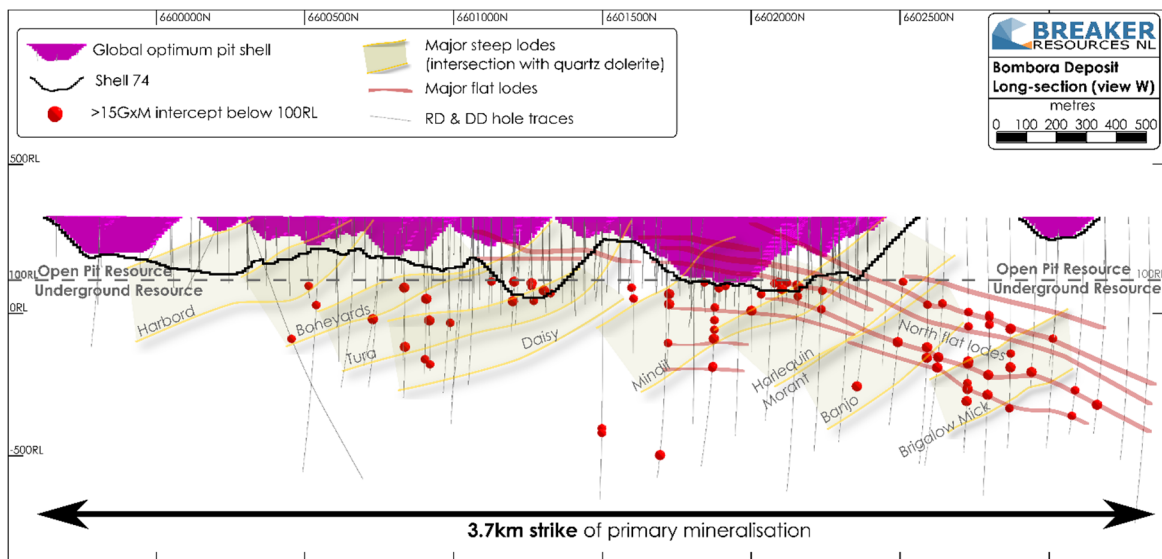 6600000N 6600500N 6601000N 6601500N 6602000N 6602500N
Global optimum pit shell
Shell 74
>15GxM intercept below 100RL
Major steep lodes
(intersection with quartz dolerite)
Major flat lodes
RD & DD hole traces
BREAKER
RESOURCES NL
Bombora Deposit
Long-section (view W)
metres
0 100 200 300 400 500
500RL
100RL
Open Pit Resource
Underground Resource
0RL
-500RL
Open Pit Resource
Underground Resource
100RL
Harbord
Boheyards
Tura
Daisy
Mindil
Harlequin
Morant
Banjo
North flat lodes
Brigalow Mick
3.7km strike of primary mineralisation